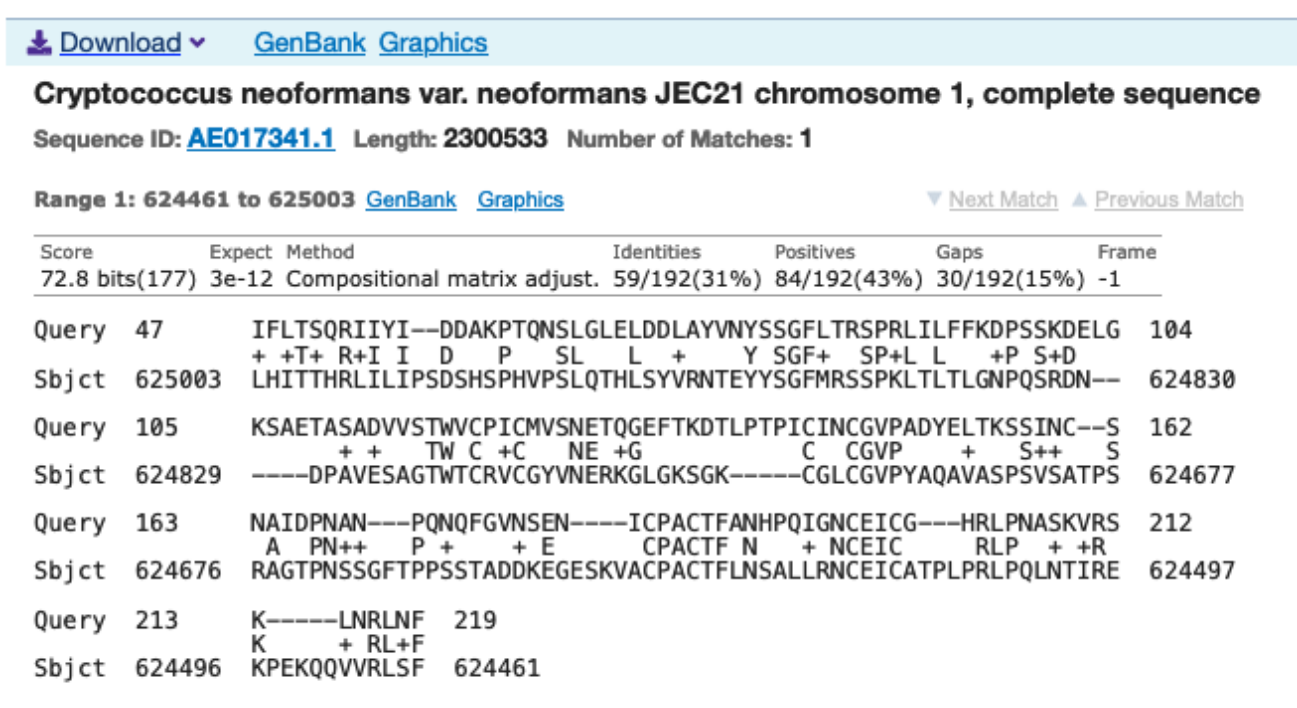 Download GenBank Graphics
Cryptococcus neoformans var. neoformans JEC21 chromosome 1, complete sequence
Sequence ID: AE017341.1 Length: 2300533 Number of Matches: 1
Range 1: 624461 to 625003 GenBank Graphics ▼ Next Match ▲ Previous Match
Score Expect Method Identities Positives Gaps Frame
72.8 bits(177) 3e-12 Compositional matrix adjust. 59/192(31%) 84/192(43%) 30/192(15%) -1
Query 47 IFLTSQRIIYI--DDAKPTQNSLGLELDDLAYVNYSSGFLTRSPRLILFFKDPSSKDELG 104
+ +T+ R+I I  D   P   SL   L  +    Y SGF+  SP+L L   +P S+D
Sbjct 625003 LHITTHRLILIPSDSHSPHVPSLQTHLSYVRNTEYYSGFMRSSPKLTLTLGNPQSRDN-- 624830
Query 105 KSAETASADVVSTWVCPICMVSNETQGEFTKDTLPTPICINCGVPADYELTKSSINC--S 162
+ +   TW C +C   NE +G           C  CGVP    +   S++    S
Sbjct 624829 ----DPAVESAGTWTCRVCGYVNERKGLGKSGK-----CGLCGVPYAQAVASPSVSATPS 624677
Query 163 NAIDPNAN---PQNQFGVNSEN----ICPACTFANHPQIGNCEICG---HRLPNASKVRS 212
A  PN++   P +    + E      CPACTF N   + NCEIC     RLP  + +R
Sbjct 624676 RAGTPNSSGFTPPSSTADDKEGESKVACPACTFLNSALLRNCEICATPLPRLPQLNTIRE 624497
Query 213 K-----LNRLNF 219
K     + RL+F
Sbjct 624496 KPEKQQVVRLSF 624461